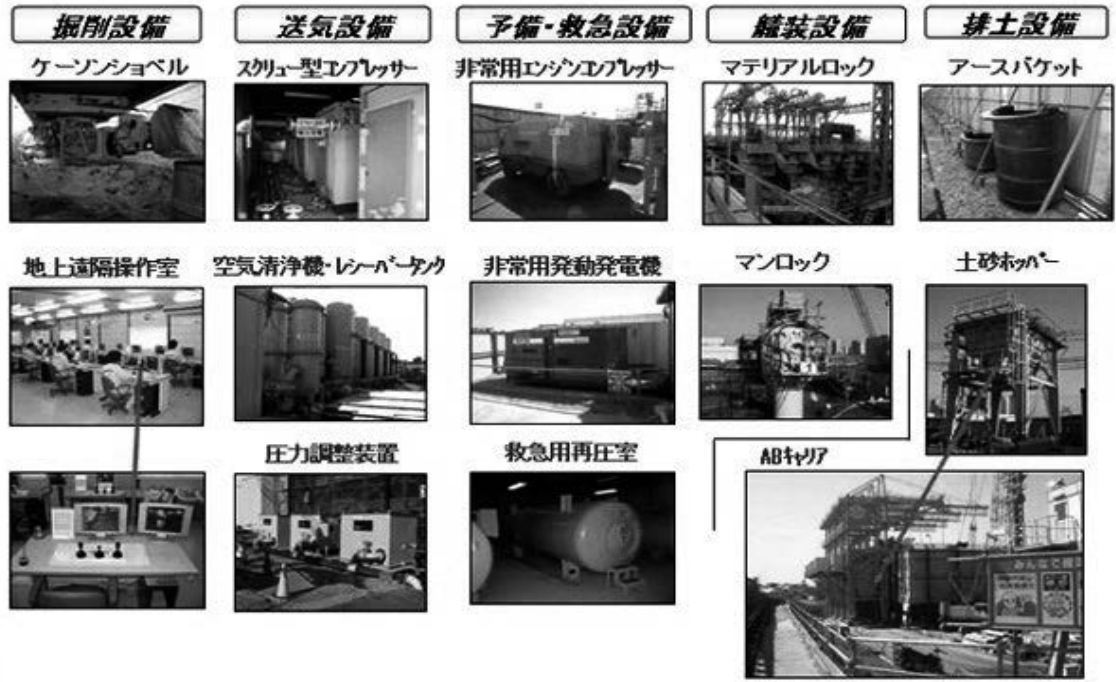 掘削設備
送気設備
予備・救急設備
艤装設備
排土設備
ケーソンショベル
スクリュー型コンプレッサー
非常用エンジンコンプレッサー
マテリアルロック
アースバケット
地上遠隔操作室
空気清浄機・レシーバータンク
非常用発動発電機
マンロック
土砂ホッパー
圧力調整装置
救急用再圧室
ABキャリア
みんなで